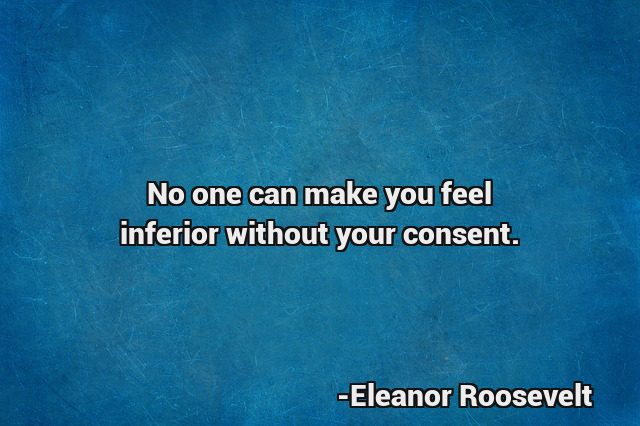 No one can make you feel
inferior without your consent.
-Eleanor Roosevelt